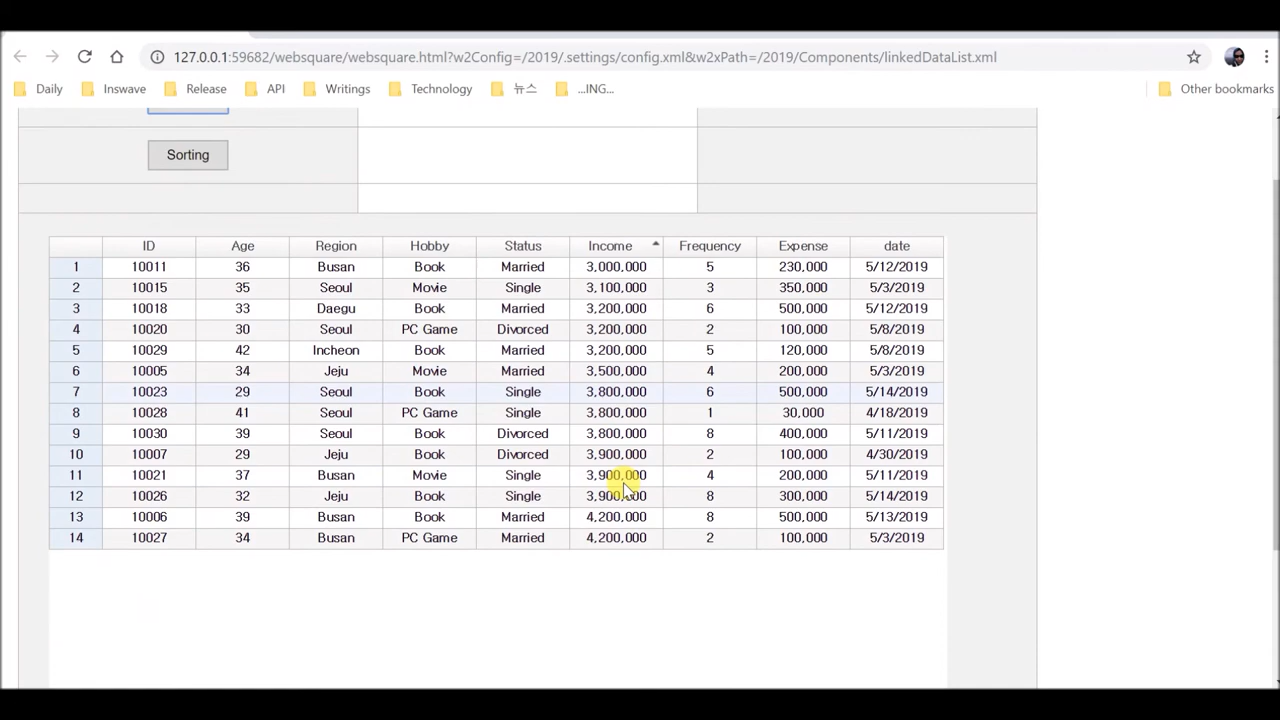 127.0.0.1:59682/websquare/websquare.html?w2Config=/2019/.settings/config.xml&w2xPath=/2019/Components/linkedDataList.xml
Daily Inswave Release API Writings Technology 뉴스 ...ING... Other bookmarks
Sorting
ID Age Region Hobby Status Income Frequency Expense date
1 10011 36 Busan Book Married 3,000,000 5 230,000 5/12/2019
2 10015 35 Seoul Movie Single 3,100,000 3 350,000 5/3/2019
3 10018 33 Daegu Book Married 3,200,000 6 500,000 5/12/2019
4 10020 30 Seoul PC Game Divorced 3,200,000 2 100,000 5/8/2019
5 10029 42 Incheon Book Married 3,200,000 5 120,000 5/8/2019
6 10005 34 Jeju Movie Married 3,500,000 4 200,000 5/3/2019
7 10023 29 Seoul Book Single 3,800,000 6 500,000 5/14/2019
8 10028 41 Seoul PC Game Single 3,800,000 1 30,000 4/18/2019
9 10030 39 Seoul Book Divorced 3,800,000 8 400,000 5/11/2019
10 10007 29 Jeju Book Divorced 3,900,000 2 100,000 4/30/2019
11 10021 37 Busan Movie Single 3,900,000 4 200,000 5/11/2019
12 10026 32 Jeju Book Single 3,900,000 8 300,000 5/14/2019
13 10006 39 Busan Book Married 4,200,000 8 500,000 5/13/2019
14 10027 34 Busan PC Game Married 4,200,000 2 100,000 5/3/2019